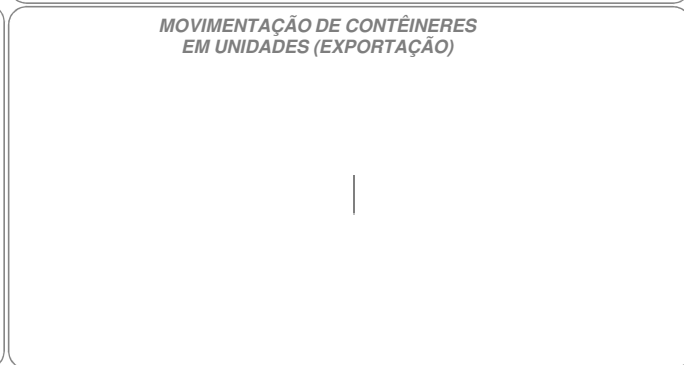 MOVIMENTAÇÃO DE CONTÊINERES
EM UNIDADES (EXPORTAÇÃO)